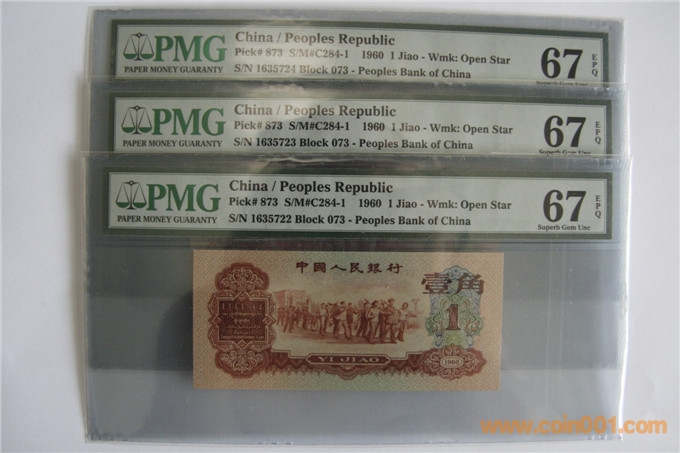 PMG
PAPER MONEY GUARANTY
China / Peoples Republic
Pick# 873 S/M#C284-1 1960 1 Jiao - Wmk: Open Star
S/N 1635724 Block 073 - Peoples Bank of China
67 EPQ
Superb Gem Unc
PMG
PAPER MONEY GUARANTY
China / Peoples Republic
Pick# 873 S/M#C284-1 1960 1 Jiao - Wmk: Open Star
S/N 1635723 Block 073 - Peoples Bank of China
67 EPQ
Superb Gem Unc
PMG
PAPER MONEY GUARANTY
China / Peoples Republic
Pick# 873 S/M#C284-1 1960 1 Jiao - Wmk: Open Star
S/N 1635722 Block 073 - Peoples Bank of China
67 EPQ
Superb Gem Unc
中国人民银行
壹角
1
YI JIAO
1960
www.coin001.com